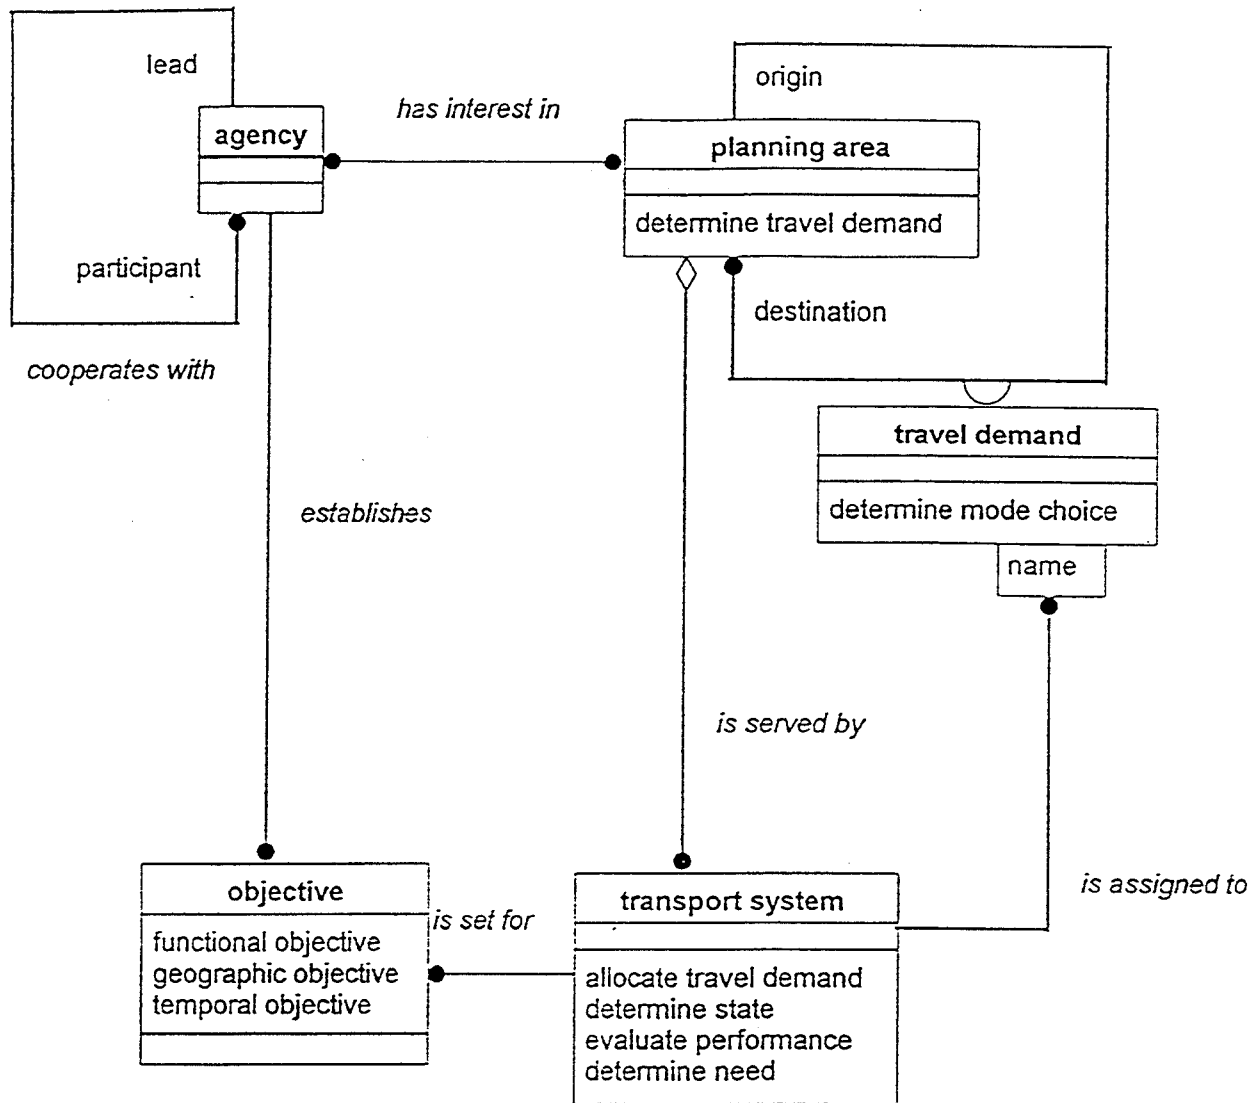 lead
origin
has interest in
agency
planning area
determine travel demand
participant
destination
cooperates with
travel demand
establishes
determine mode choice
name
is served by
is assigned to
objective
transport system
is set for
functional objective
geographic objective
temporal objective
allocate travel demand
determine state
evaluate performance
determine need